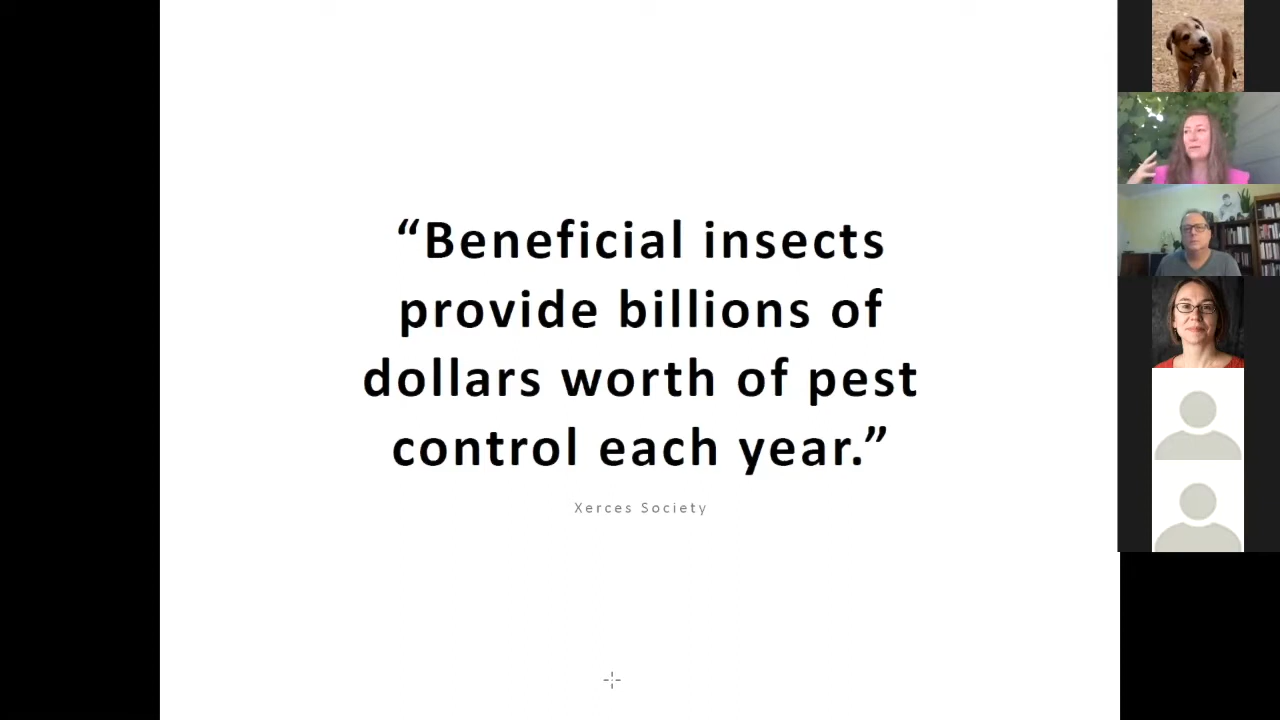 “Beneficial insects
provide billions of
dollars worth of pest
control each year.”
Xerces Society